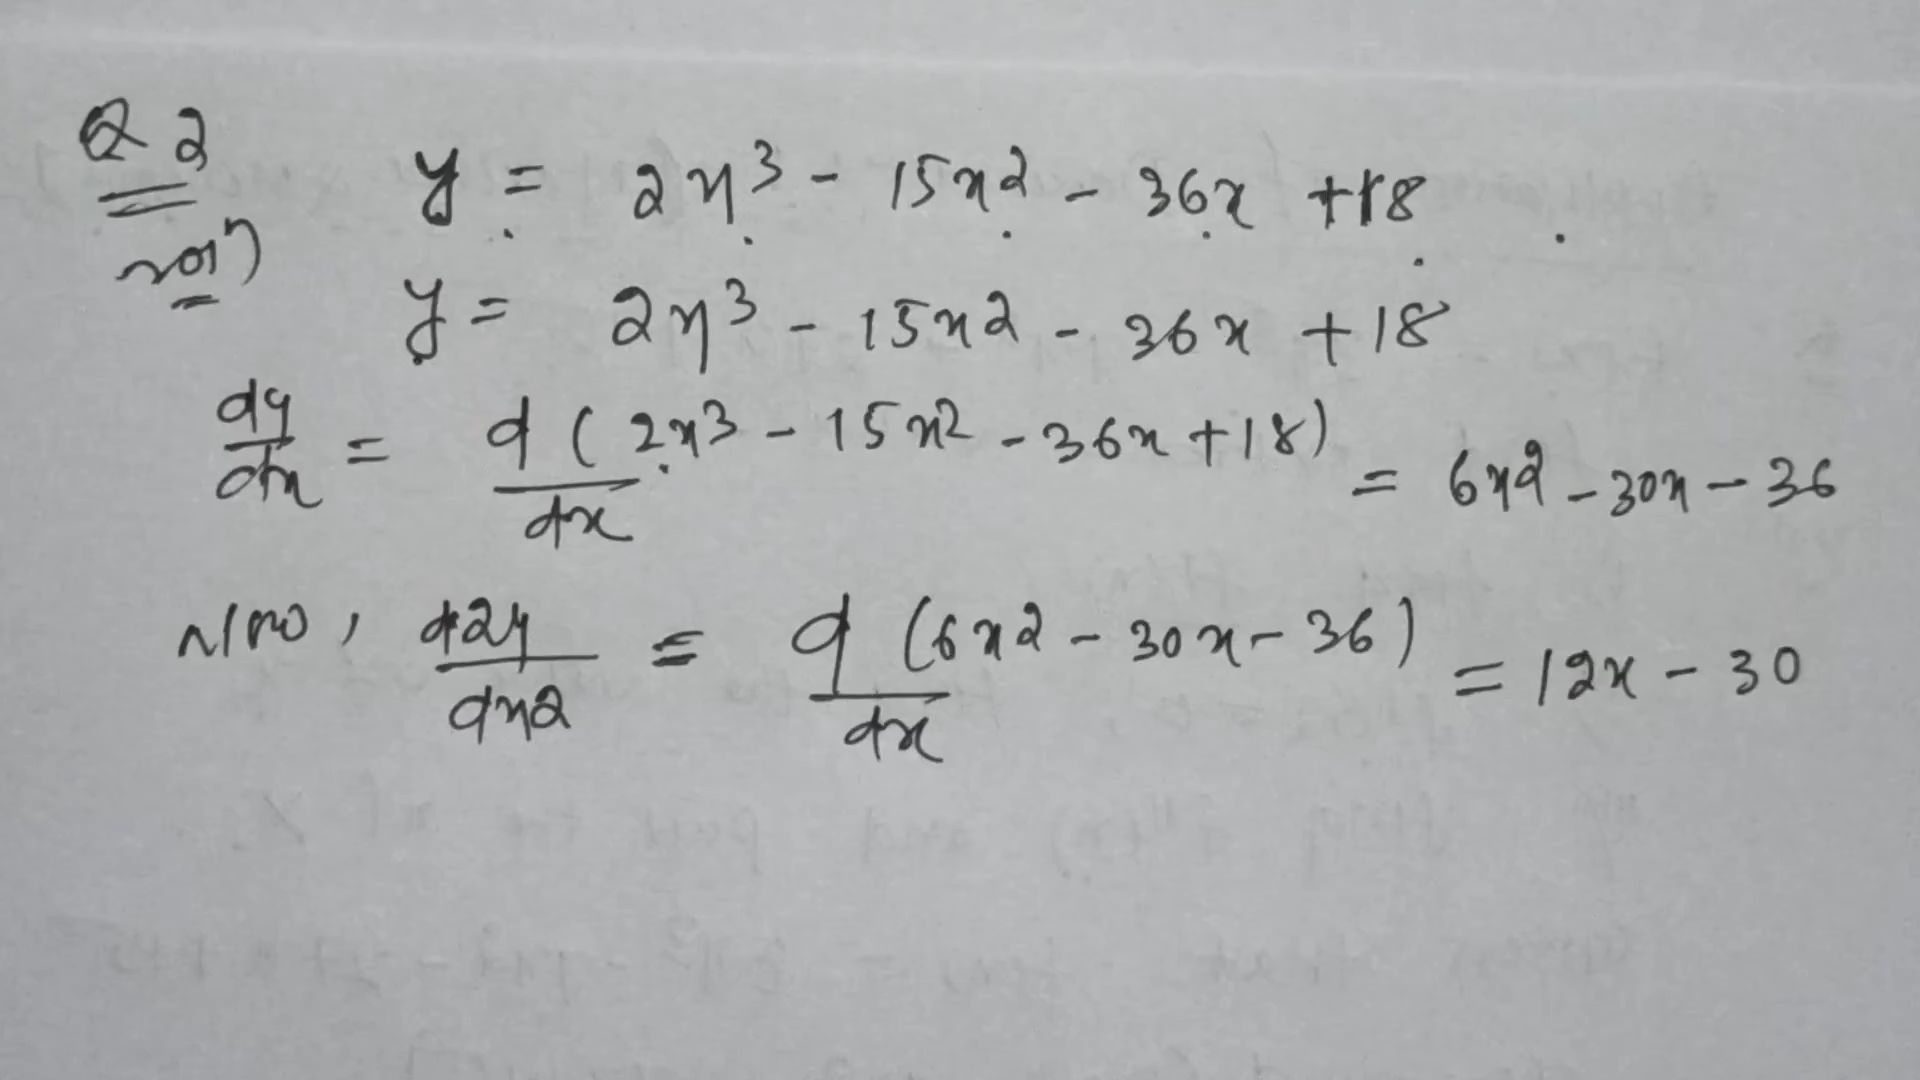 Q 2
y = 2x³ - 15x² - 36x + 18
Solⁿ)
y = 2x³ - 15x2 - 36x + 18
dy/dx = d(2x³ - 15x² - 36x + 18)/dx = 6x2 - 30x - 36
Now, d2y/dx2 = d(6x2 - 30x - 36)/dx = 12x - 30